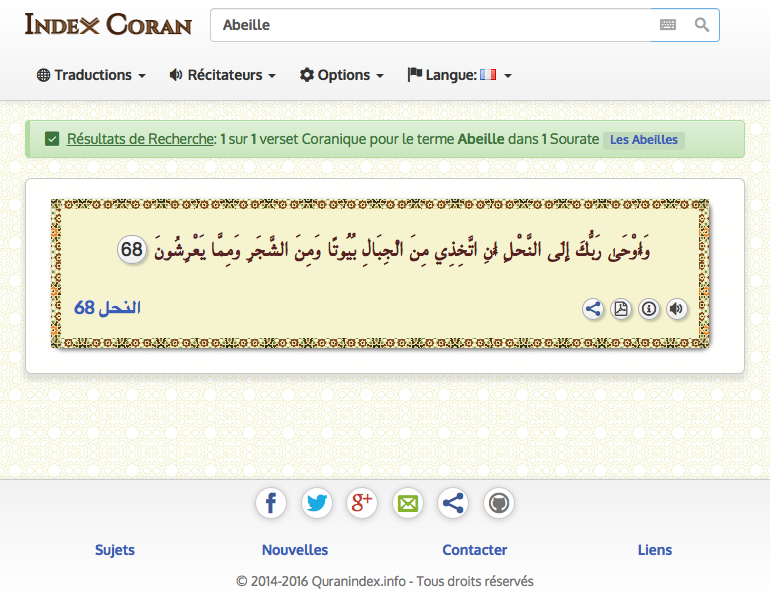 Index Coran
Abeille
Traductions Récitateurs Options Langue:
Résultats de Recherche: 1 sur 1 verset Coranique pour le terme Abeille dans 1 Sourate Les Abeilles
وَأَوْحَىٰ رَبُّكَ إِلَى النَّحْلِ أَنِ اتَّخِذِي مِنَ الْجِبَالِ بُيُوتًا وَمِنَ الشَّجَرِ وَمِمَّا يَعْرِشُونَ 68
النحل 68
Sujets Nouvelles Contacter Liens
© 2014-2016 Quranindex.info - Tous droits réservés